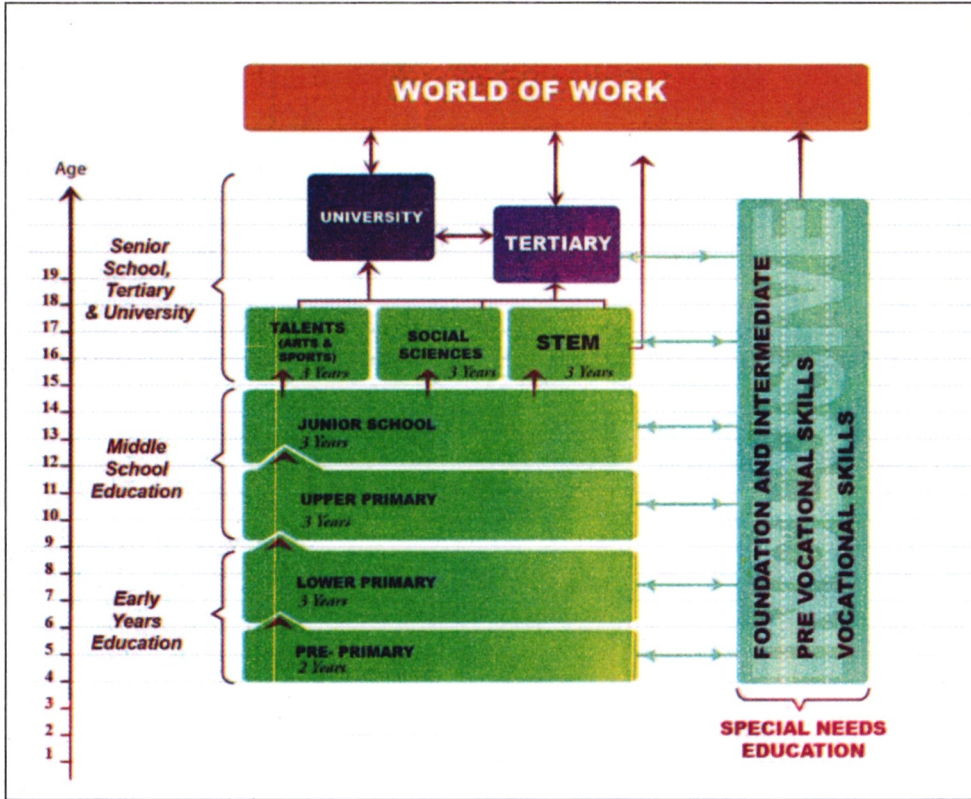 WORLD OF WORK
Age
UNIVERSITY
TERTIARY
Senior
School,
Tertiary
& University
19
18
17
16
15
14
13
12
11
10
9
8
7
6
5
4
3
2
1
TALENTS
(ARTS &
SPORTS)
3 Years
SOCIAL
SCIENCES
3 Years
STEM
3 Years
Middle
School
Education
JUNIOR SCHOOL
3 Years
UPPER PRIMARY
3 Years
Early
Years
Education
LOWER PRIMARY
3 Years
PRE- PRIMARY
2 Years
FOUNDATION AND INTERMEDIATE
PRE VOCATIONAL SKILLS
VOCATIONAL SKILLS
SPECIAL NEEDS
EDUCATION